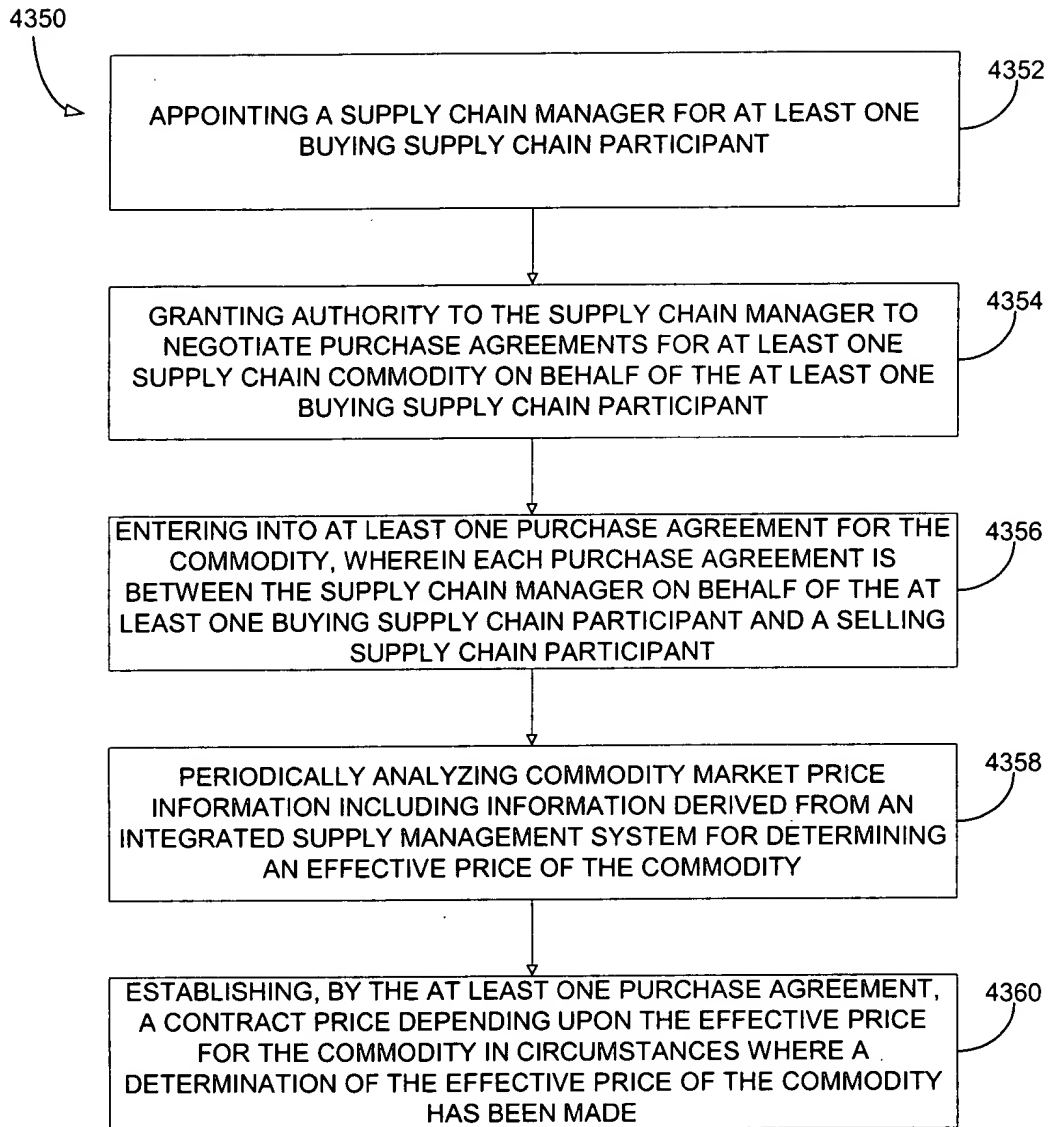 4350
4352
APPOINTING A SUPPLY CHAIN MANAGER FOR AT LEAST ONE
BUYING SUPPLY CHAIN PARTICIPANT
4354
GRANTING AUTHORITY TO THE SUPPLY CHAIN MANAGER TO
NEGOTIATE PURCHASE AGREEMENTS FOR AT LEAST ONE
SUPPLY CHAIN COMMODITY ON BEHALF OF THE AT LEAST ONE
BUYING SUPPLY CHAIN PARTICIPANT
4356
ENTERING INTO AT LEAST ONE PURCHASE AGREEMENT FOR THE
COMMODITY, WHEREIN EACH PURCHASE AGREEMENT IS
BETWEEN THE SUPPLY CHAIN MANAGER ON BEHALF OF THE AT
LEAST ONE BUYING SUPPLY CHAIN PARTICIPANT AND A SELLING
SUPPLY CHAIN PARTICIPANT
4358
PERIODICALLY ANALYZING COMMODITY MARKET PRICE
INFORMATION INCLUDING INFORMATION DERIVED FROM AN
INTEGRATED SUPPLY MANAGEMENT SYSTEM FOR DETERMINING
AN EFFECTIVE PRICE OF THE COMMODITY
4360
ESTABLISHING, BY THE AT LEAST ONE PURCHASE AGREEMENT,
A CONTRACT PRICE DEPENDING UPON THE EFFECTIVE PRICE
FOR THE COMMODITY IN CIRCUMSTANCES WHERE A
DETERMINATION OF THE EFFECTIVE PRICE OF THE COMMODITY
HAS BEEN MADE